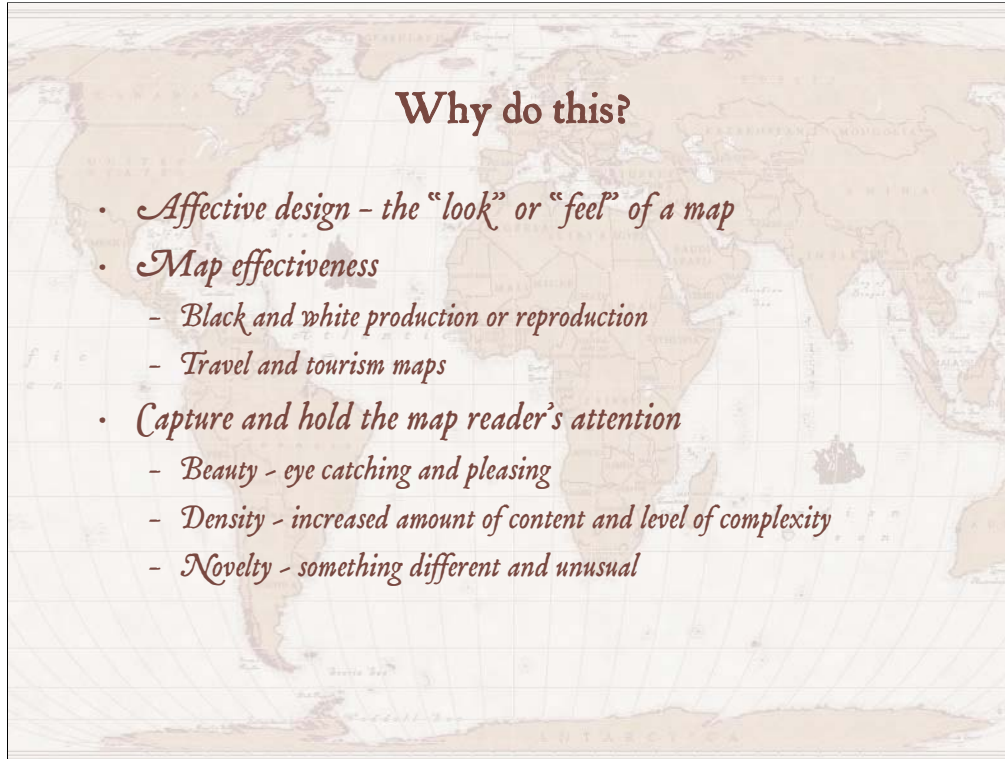 Why do this?
• Affective design – the “look” or “feel” of a map
• Map effectiveness
– Black and white production or reproduction
– Travel and tourism maps
• Capture and hold the map reader’s attention
– Beauty - eye catching and pleasing
– Density - increased amount of content and level of complexity
– Novelty - something different and unusual